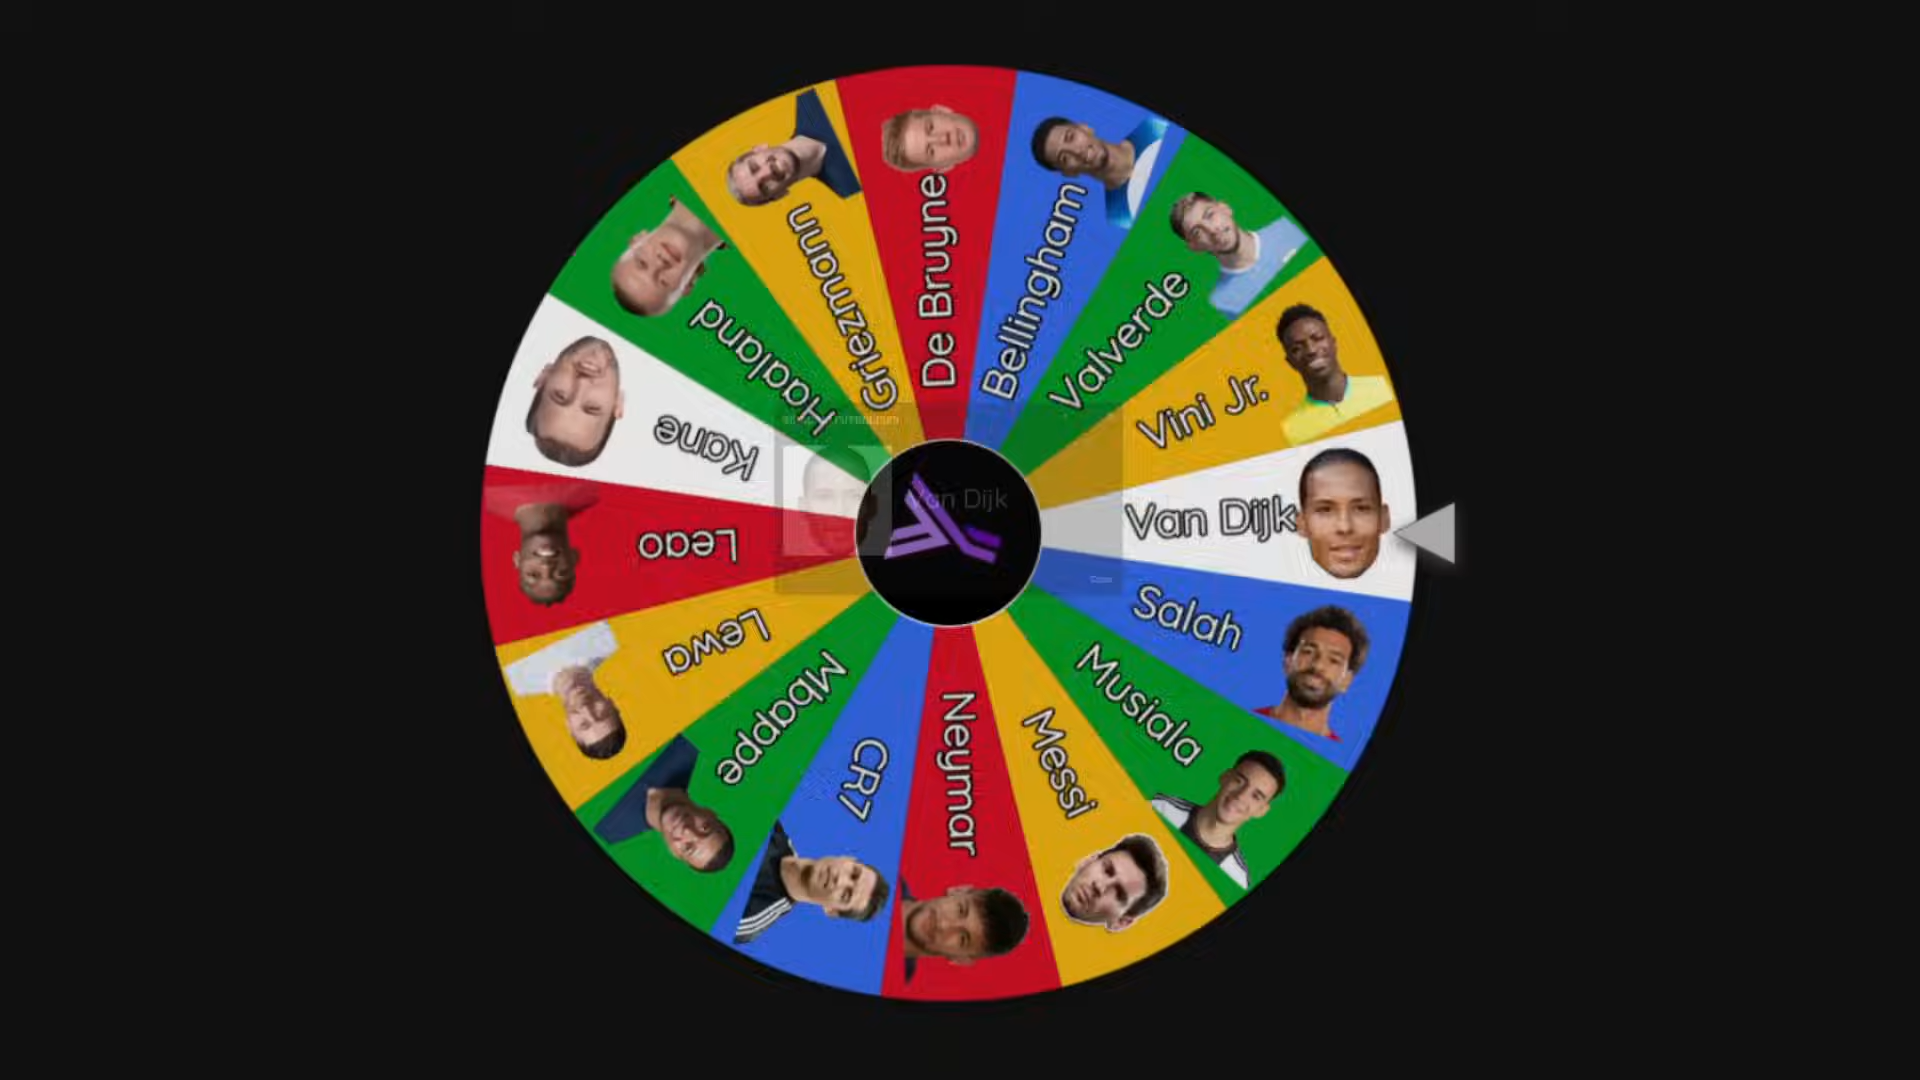 De Bruyne
Bellingham
Valverde
Vini Jr.
Van Dijk
Salah
Musiala
Messi
Neymar
CR7
Mbappe
Lewa
Leao
Kane
Haaland
Griezmann
Van Dijk
Close